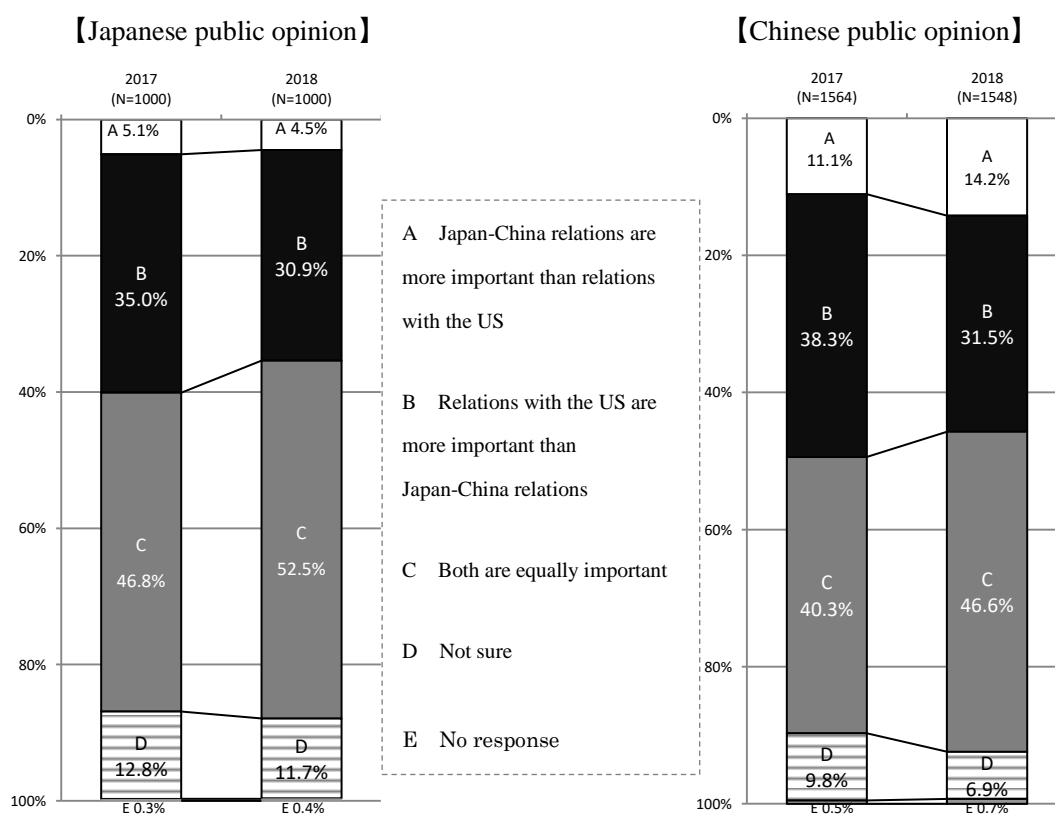 【Japanese public opinion】
2017
(N=1000)
2018
(N=1000)
0%
20%
40%
60%
80%
100%
A 5.1%
B
35.0%
C
46.8%
D
12.8%
E 0.3%
A 4.5%
B
30.9%
C
52.5%
D
11.7%
E 0.4%
A Japan-China relations are
more important than relations
with the US
B Relations with the US are
more important than
Japan-China relations
C Both are equally important
D Not sure
E No response
【Chinese public opinion】
2017
(N=1564)
2018
(N=1548)
0%
20%
40%
60%
80%
100%
A
11.1%
B
38.3%
C
40.3%
D
9.8%
E 0.5%
A
14.2%
B
31.5%
C
46.6%
D
6.9%
E 0.7%